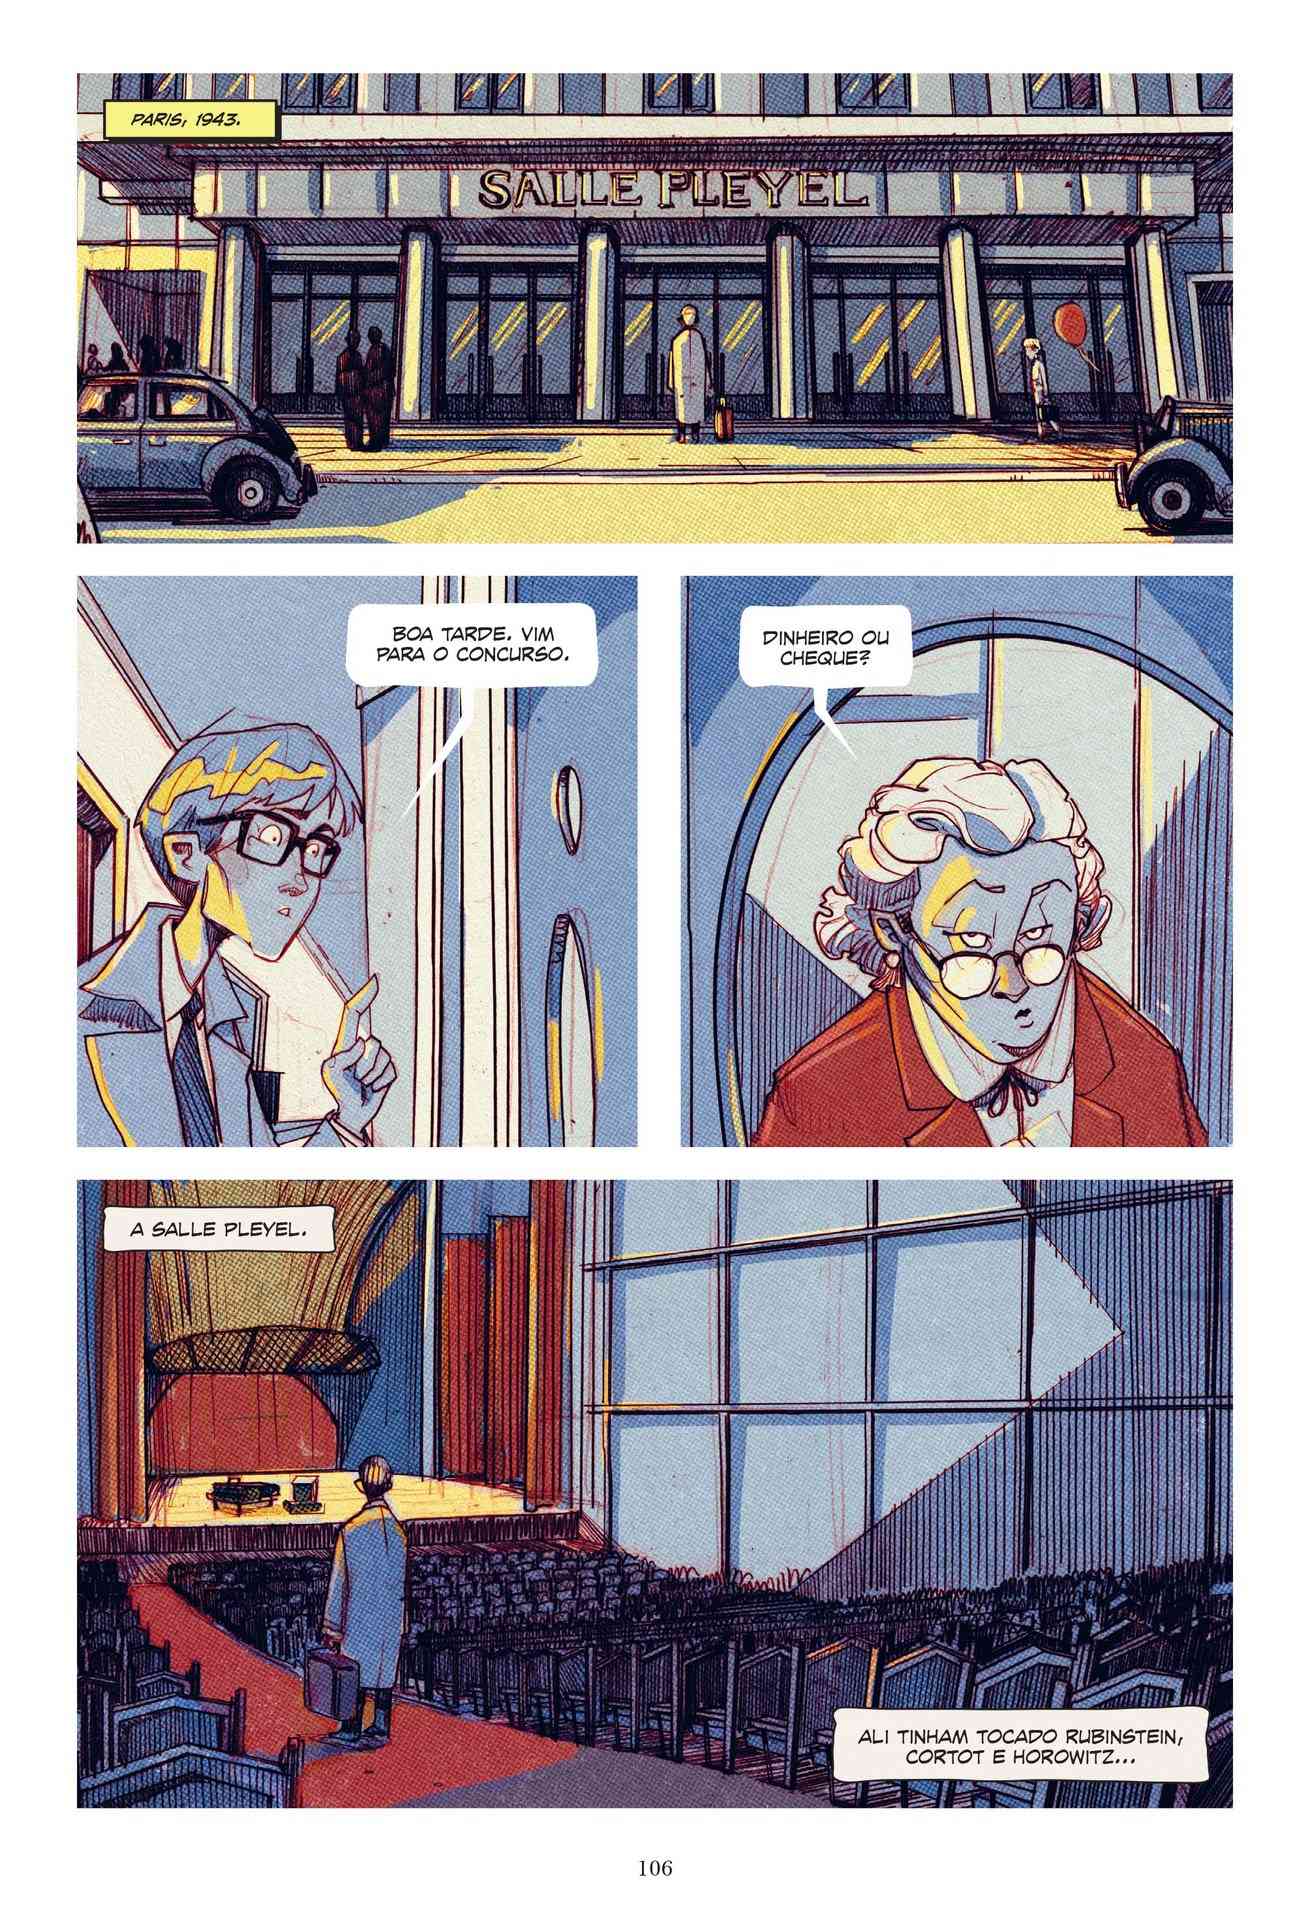 PARIS, 1943.
SALLE PLEYEL
BOA TARDE. VIM
PARA O CONCURSO.
DINHEIRO OU
CHEQUE?
A SALLE PLEYEL.
ALI TINHAM TOCADO RUBINSTEIN,
CORTOT E HOROWITZ...
106